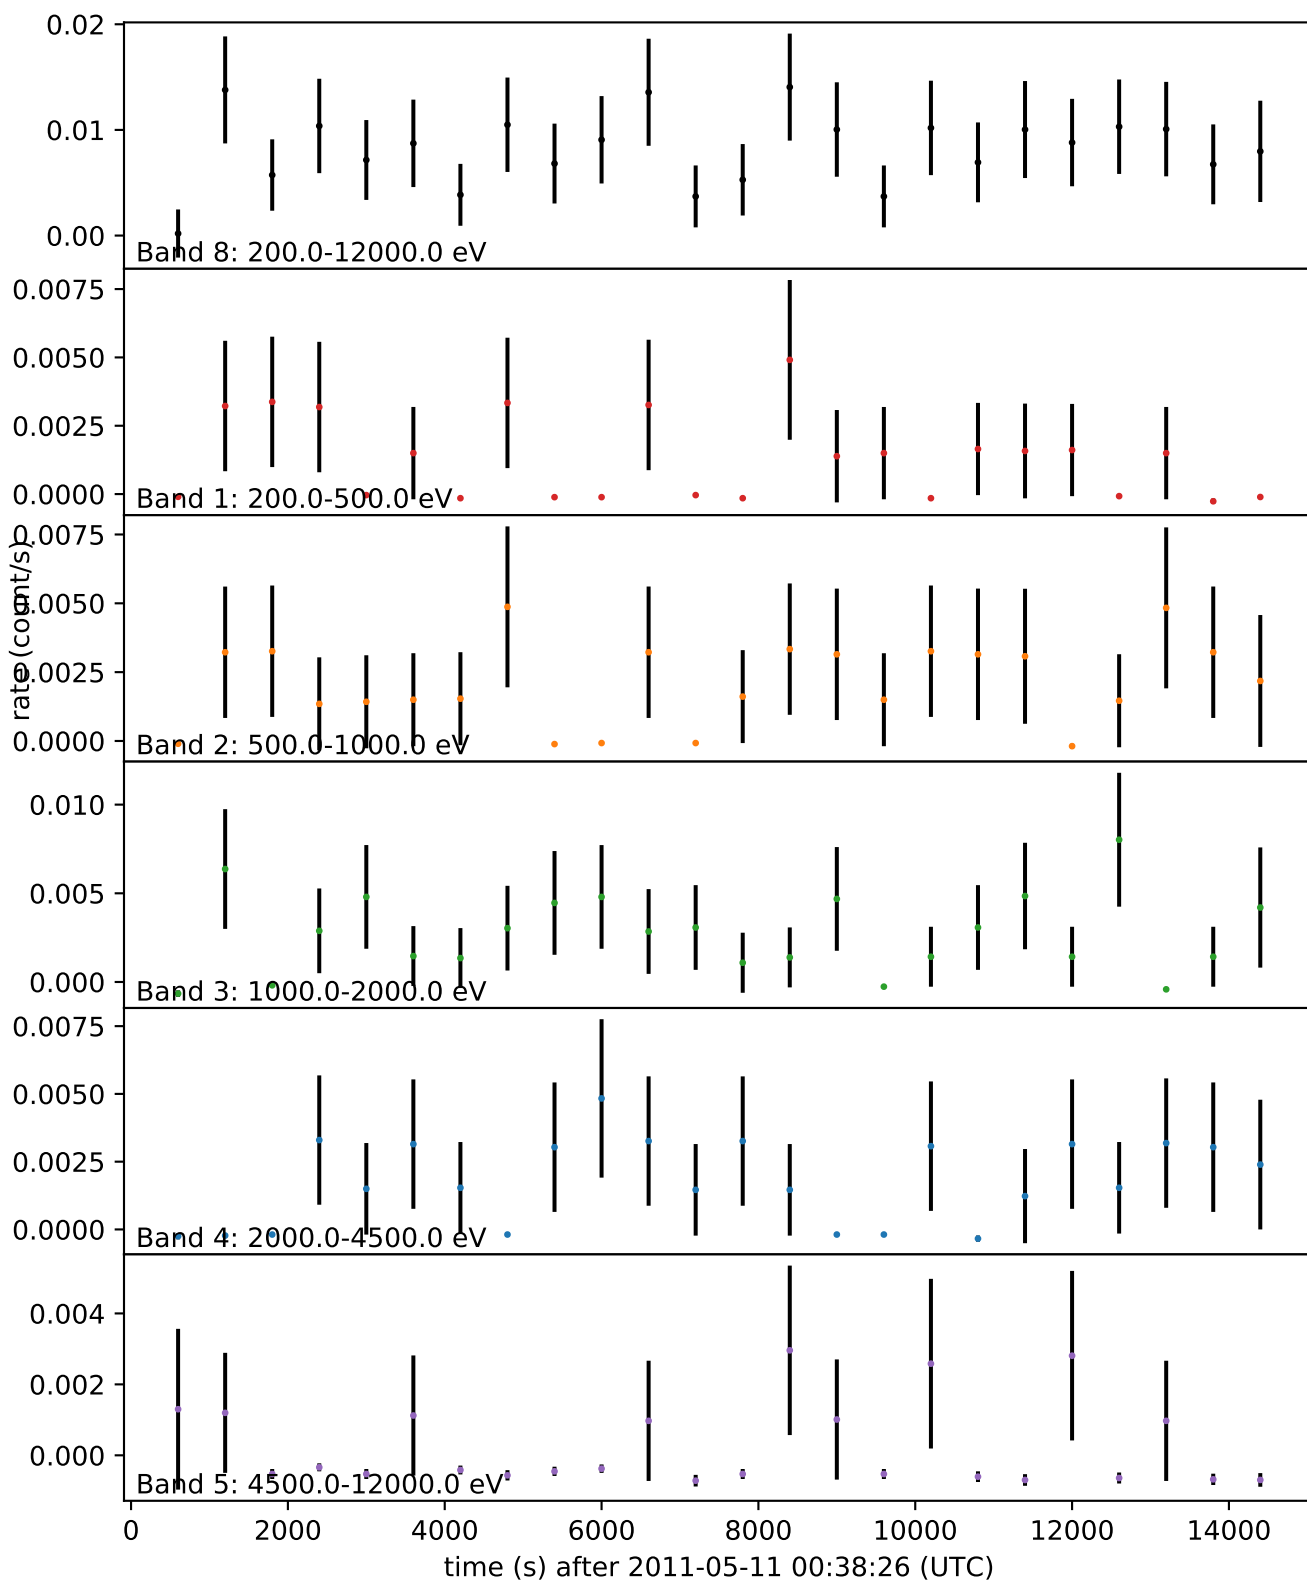 0.02
0.01
0.00
Band 8: 200.0-12000.0 eV
0.0075
0.0050
0.0025
0.0000
Band 1: 200.0-500.0 eV
rate (count/s)
0.0075
0.0050
0.0025
0.0000
Band 2: 500.0-1000.0 eV
0.010
0.005
0.000
Band 3: 1000.0-2000.0 eV
0.0075
0.0050
0.0025
0.0000
Band 4: 2000.0-4500.0 eV
0.004
0.002
0.000
Band 5: 4500.0-12000.0 eV
0 2000 4000 6000 8000 10000 12000 14000
time (s) after 2011-05-11 00:38:26 (UTC)